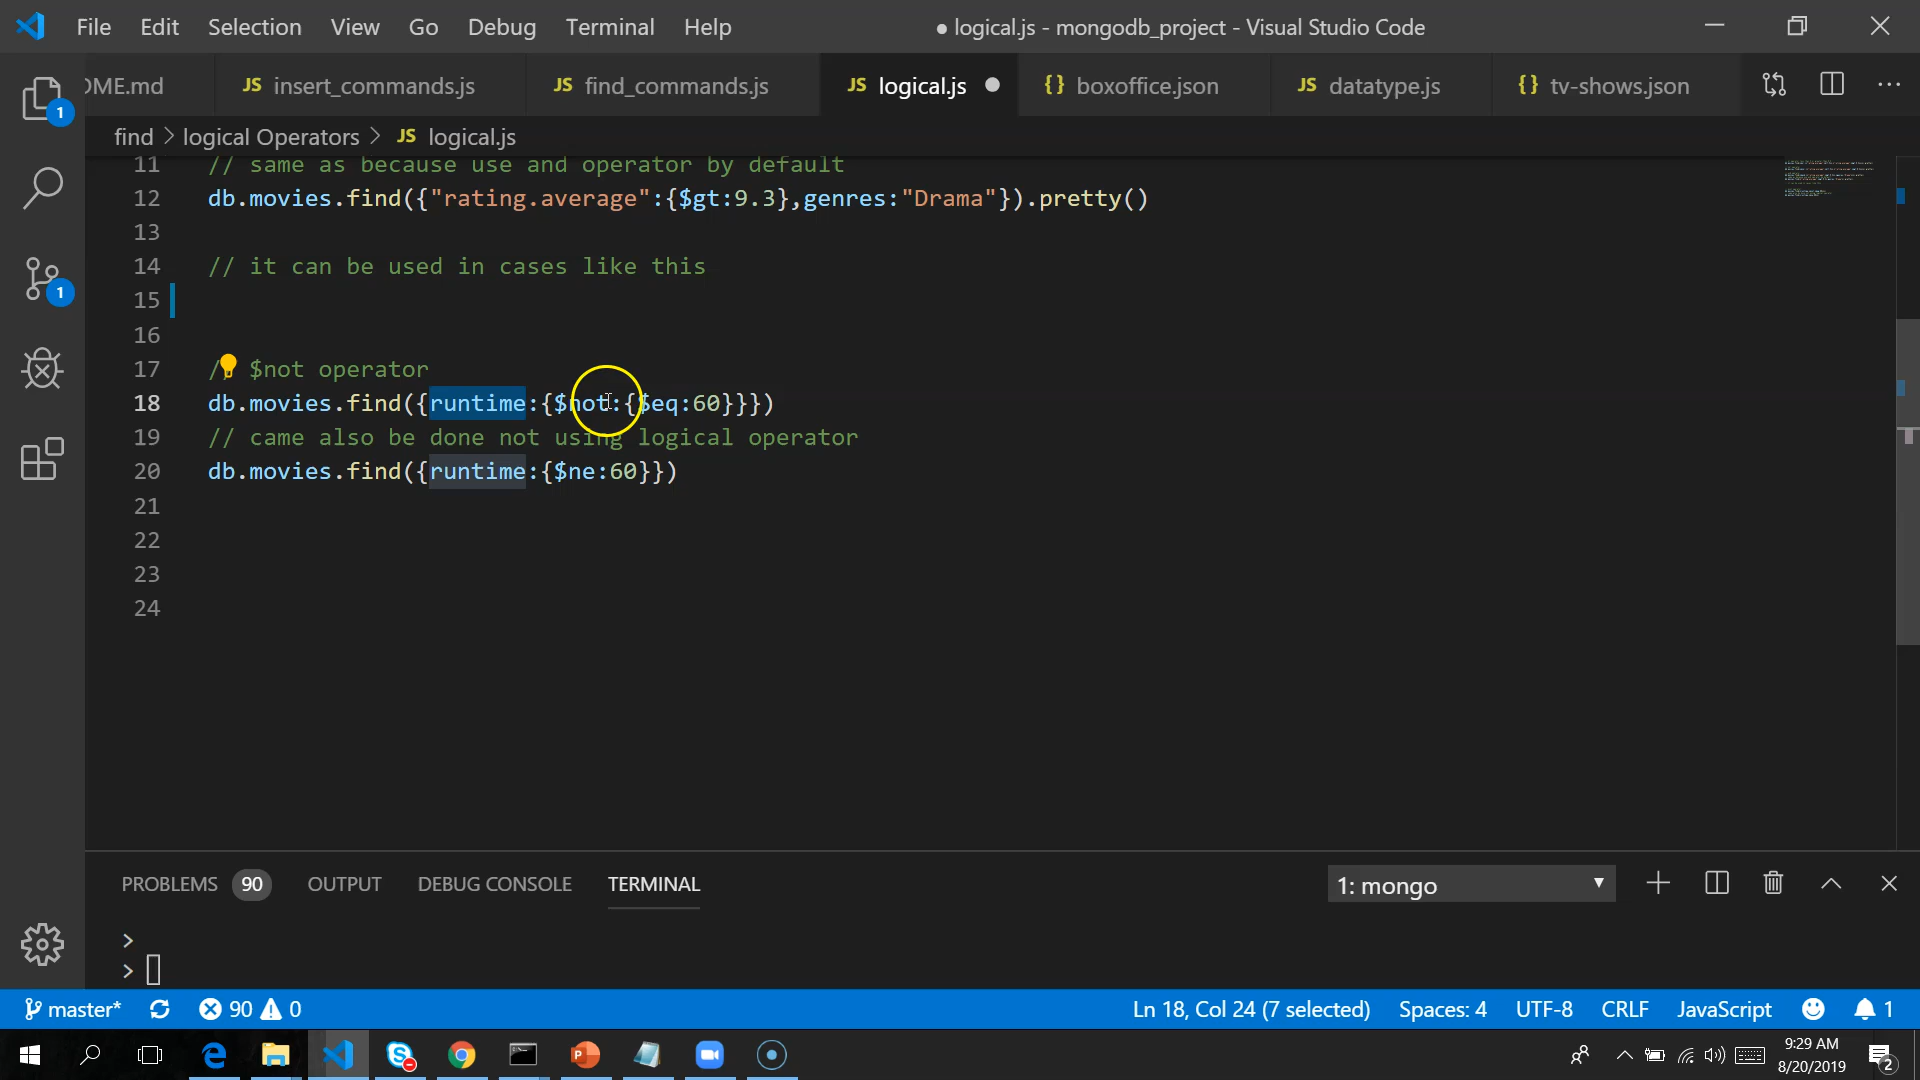 File Edit Selection View Go Debug Terminal Help ● logical.js - mongodb_project - Visual Studio Code
OME.md JS insert_commands.js JS find_commands.js JS logical.js {} boxoffice.json JS datatype.js {} tv-shows.json
find > logical Operators > JS logical.js
11 // same as because use and operator by default
12 db.movies.find({"rating.average":{$gt:9.3},genres:"Drama"}).pretty()
13
14 // it can be used in cases like this
15
16
17 // $not operator
18 db.movies.find({runtime:{$not:{$eq:60}}})
19 // came also be done not using logical operator
20 db.movies.find({runtime:{$ne:60}})
21
22
23
24
PROBLEMS 90 OUTPUT DEBUG CONSOLE TERMINAL 1: mongo
>
>
master* 90 0 Ln 18, Col 24 (7 selected) Spaces: 4 UTF-8 CRLF JavaScript 1
9:29 AM
8/20/2019 2